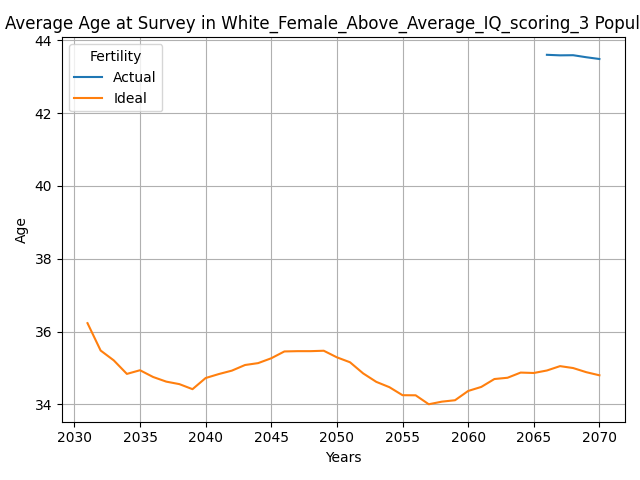 Average Age at Survey in White_Female_Above_Average_IQ_scoring_3 Popul
44
42
40
38
36
34
Age
Fertility
Actual
Ideal
2030 2035 2040 2045 2050 2055 2060 2065 2070
Years